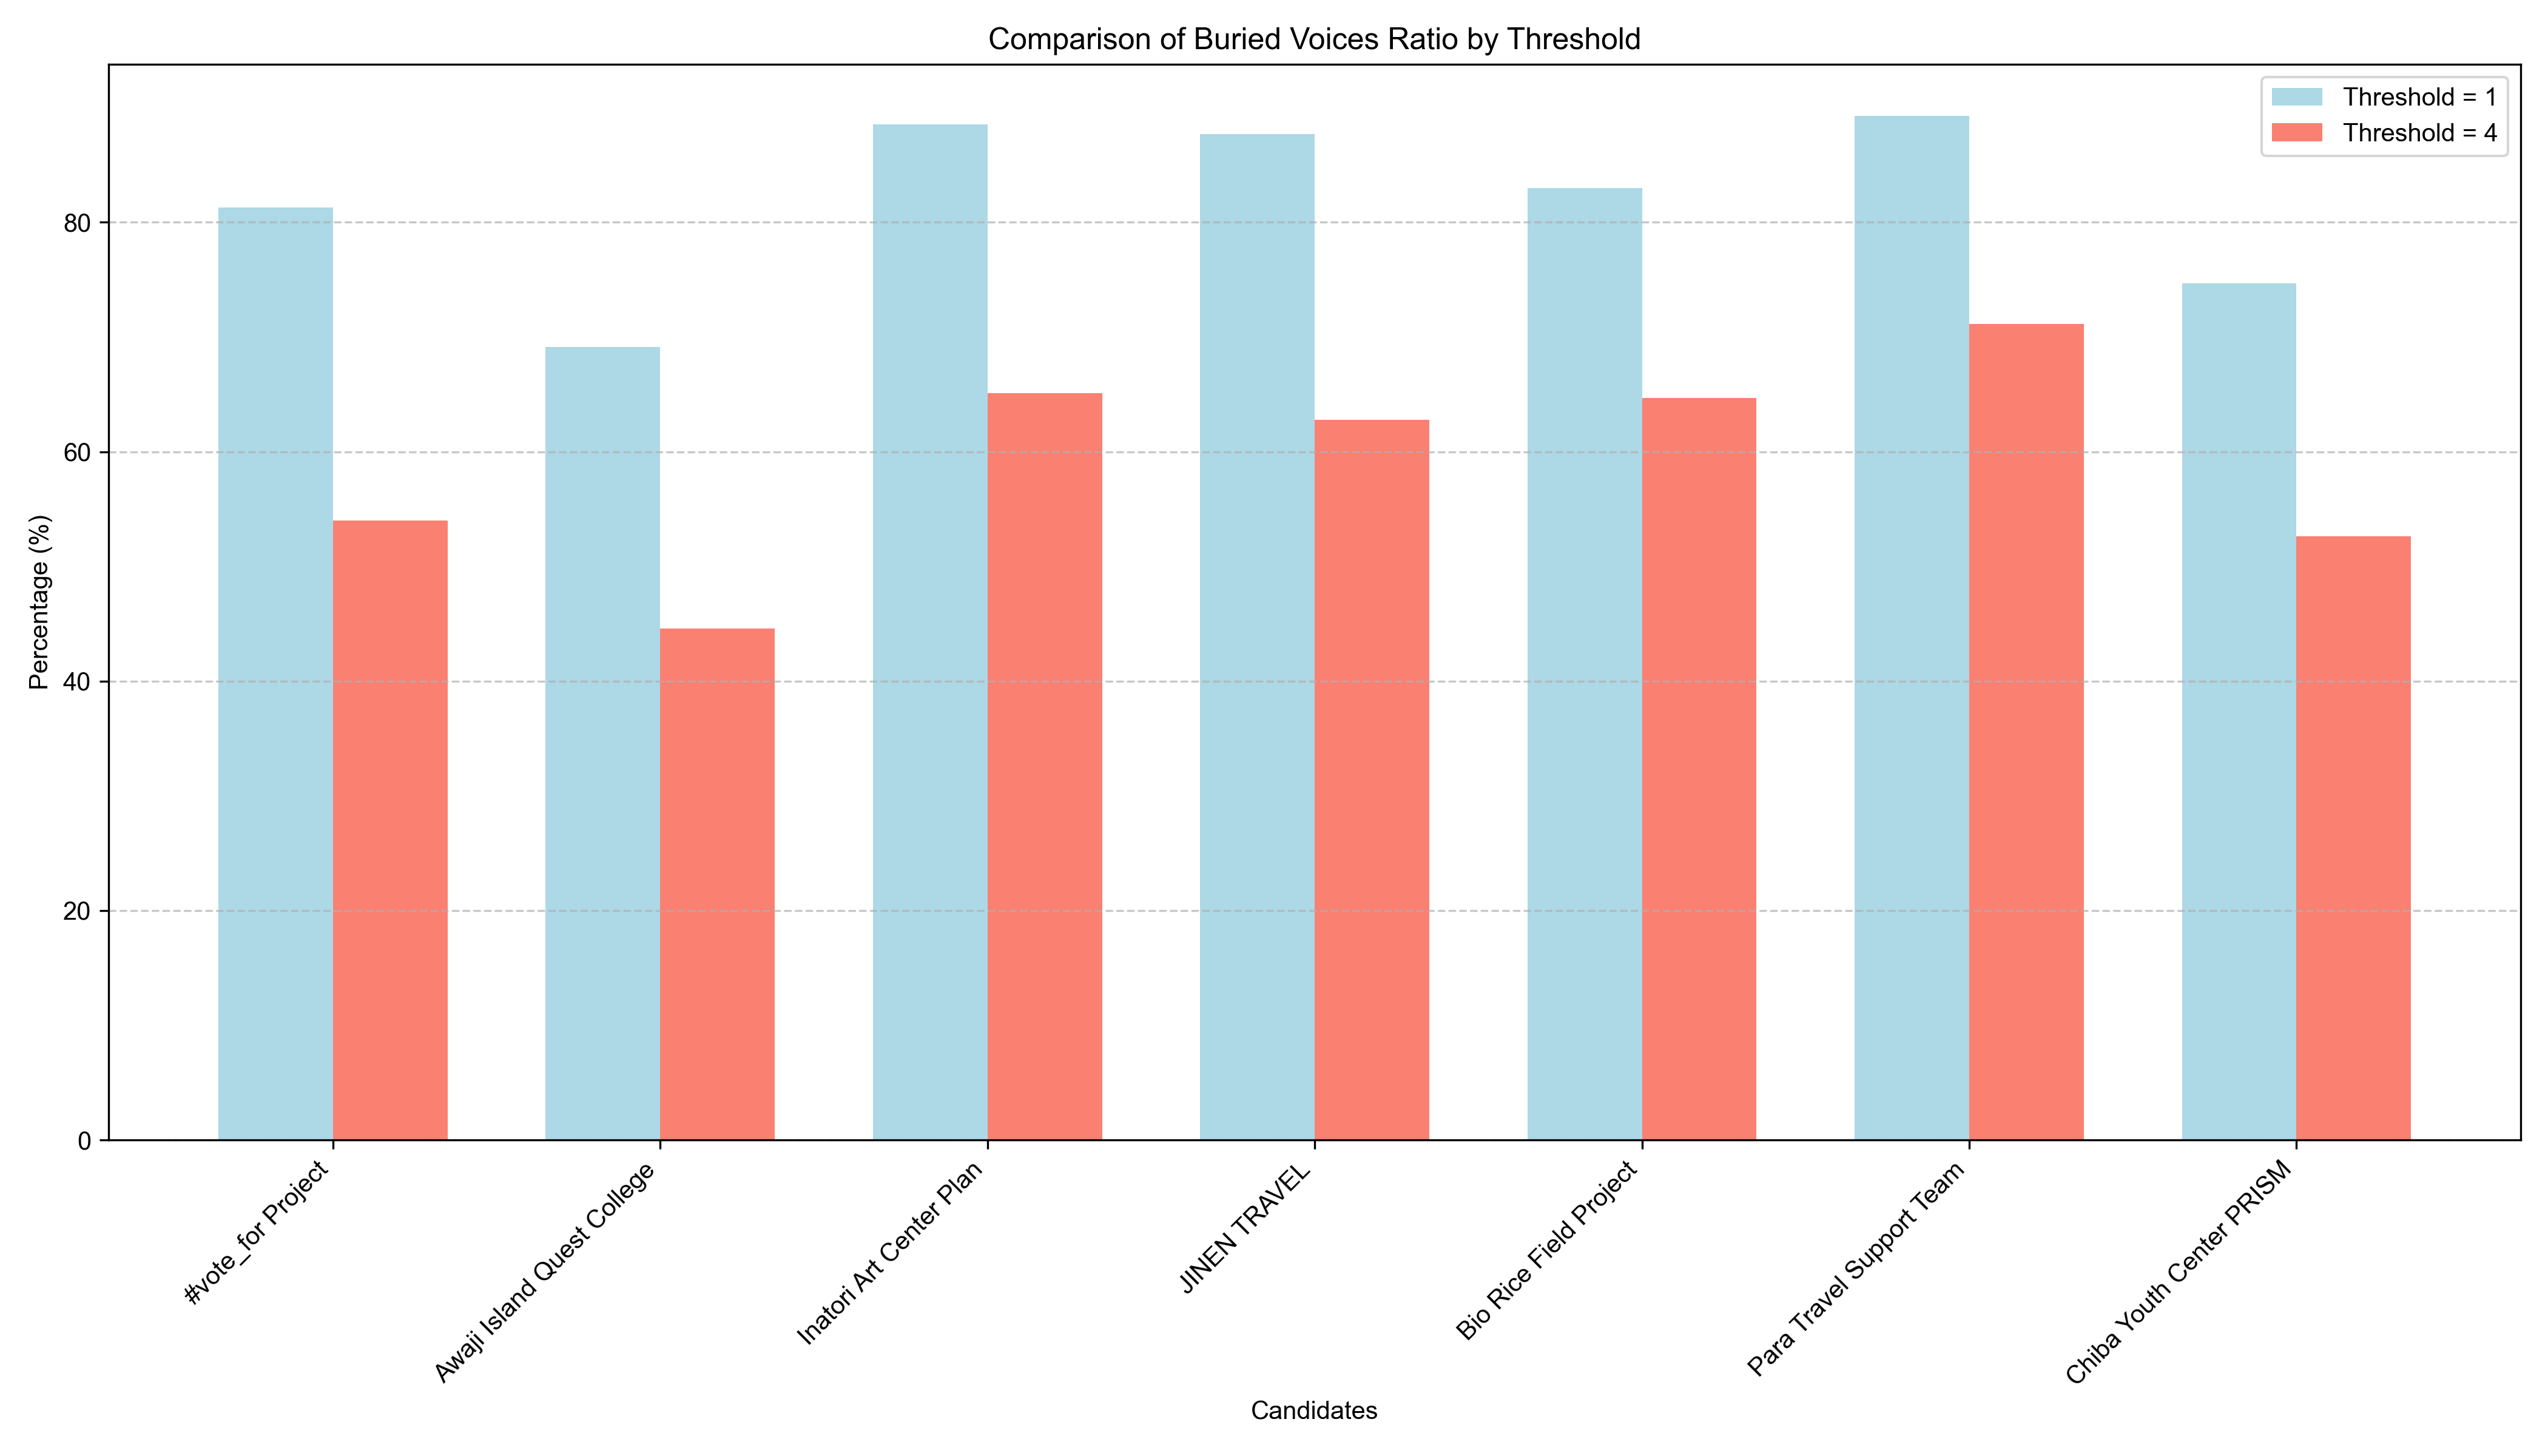 Comparison of Buried Voices Ratio by Threshold
Threshold = 1
Threshold = 4
Percentage (%)
80
60
40
20
0
#vote_for Project
Awaji Island Quest College
Inatori Art Center Plan
JINEN TRAVEL
Bio Rice Field Project
Para Travel Support Team
Chiba Youth Center PRISM
Candidates